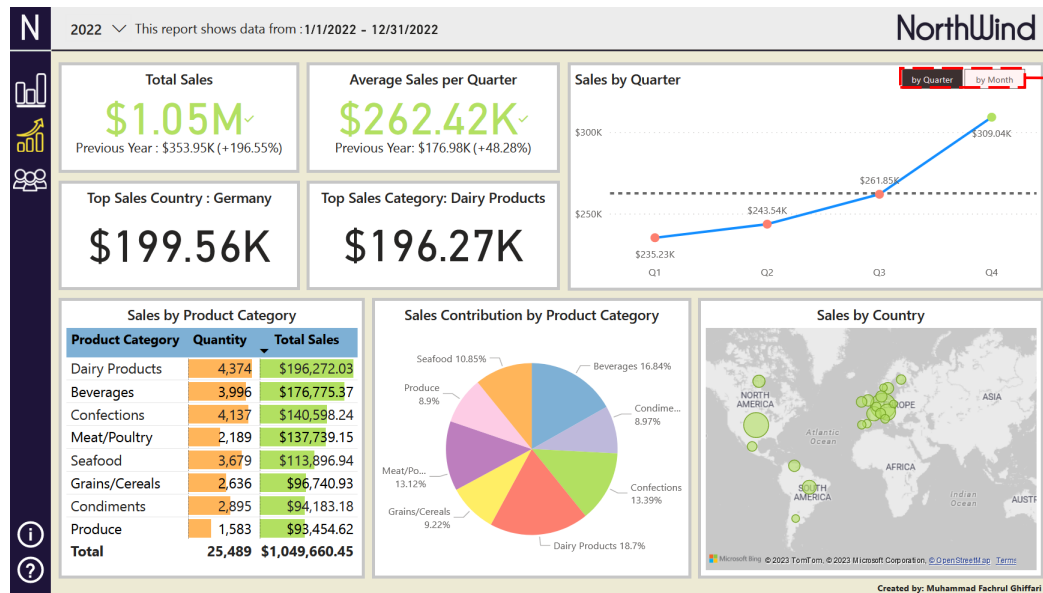 N
2022 This report shows data from : 1/1/2022 - 12/31/2022
NorthWind
Total Sales
$1.05M
Previous Year : $353.95K (+196.55%)
Average Sales per Quarter
$262.42K
Previous Year: $176.98K (+48.28%)
Sales by Quarter
by Quarter by Month
$300K
$250K
$235.23K
$243.54K
$261.85K
$309.04K
Q1 Q2 Q3 Q4
Top Sales Country : Germany
$199.56K
Top Sales Category: Dairy Products
$196.27K
Sales by Product Category
Product Category Quantity Total Sales
Dairy Products 4,374 $196,272.03
Beverages 3,996 $176,775.37
Confections 4,137 $140,598.24
Meat/Poultry 2,189 $137,739.15
Seafood 3,679 $113,896.94
Grains/Cereals 2,636 $96,740.93
Condiments 2,895 $94,183.18
Produce 1,583 $93,454.62
Total 25,489 $1,049,660.45
Sales Contribution by Product Category
Seafood 10.85%
Beverages 16.84%
Produce
8.9%
Condime...
8.97%
Meat/Po...
13.12%
Confections
13.39%
Grains/Cereals
9.22%
Dairy Products 18.7%
Sales by Country
NORTH
AMERICA
OPE
ASIA
Atlantic
Ocean
AFRICA
SOUTH
AMERICA
Indian
Ocean
AUSTR
Microsoft Bing © 2023 TomTom, © 2023 Microsoft Corporation, © OpenStreetMap Terms
i
?
Created by: Muhammad Fachrul Ghiffari